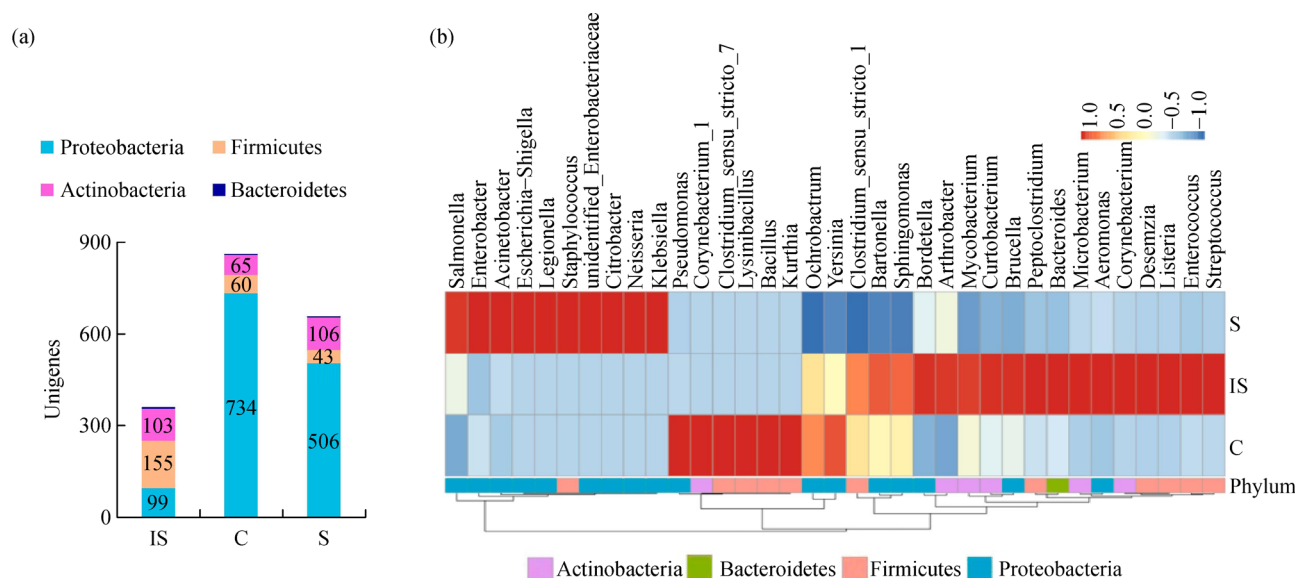 (a)
Proteobacteria
Firmicutes
Actinobacteria
Bacteroidetes
900
600
300
0
Unigenes
103
155
99
65
60
734
106
43
506
IS
C
S
(b)
1.0
0.5
0.0
−0.5
−1.0
Salmonella
Enterobacter
Acinetobacter
Escherichia-Shigella
Legionella
Staphylococcus
unidentified_Enterobacteriaceae
Citrobacter
Neisseria
Klebsiella
Pseudomonas
Corynebacterium_1
Clostridium_sensu_stricto_7
Lysinibacillus
Bacillus
Kurthia
Ochrobactrum
Yersinia
Clostridium_sensu_stricto_1
Bartonella
Sphingomonas
Bordetella
Arthrobacter
Mycobacterium
Curtobacterium
Brucella
Peptoclostridium
Bacteroides
Microbacterium
Aeromonas
Corynebacterium
Desemzia
Listeria
Enterococcus
Streptococcus
S
IS
C
Phylum
Actinobacteria
Bacteroidetes
Firmicutes
Proteobacteria